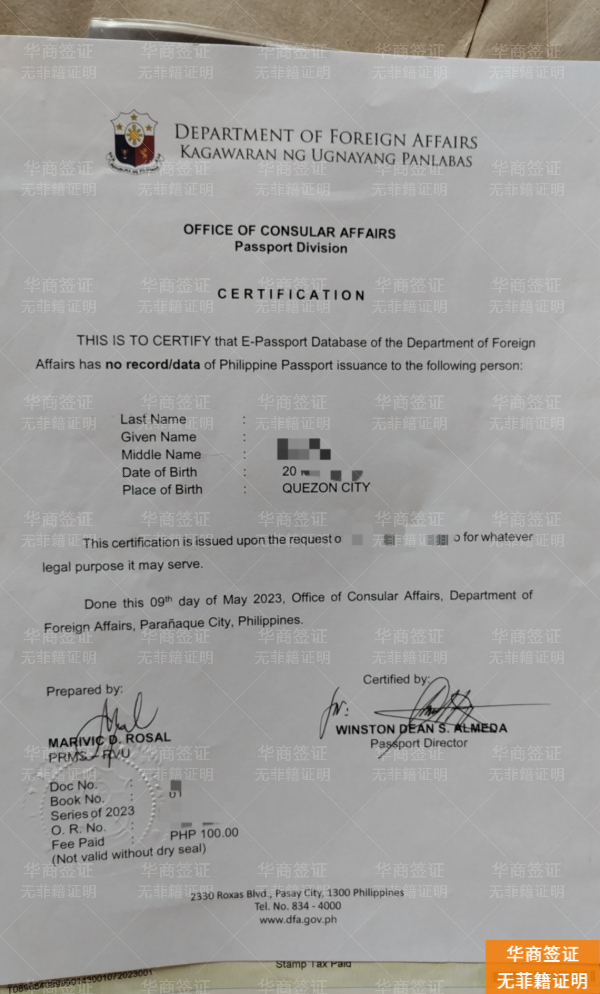 DEPARTMENT OF FOREIGN AFFAIRS
KAGAWARAN NG UGNAYANG PANLABAS
OFFICE OF CONSULAR AFFAIRS
Passport Division
CERTIFICATION
THIS IS TO CERTIFY that E-Passport Database of the Department of Foreign
Affairs has no record/data of Philippine Passport issuance to the following person:
Last Name :
Given Name :
Middle Name :
Date of Birth : 20
Place of Birth : QUEZON CITY
This certification is issued upon the request o for whatever
legal purpose it may serve.
Done this 09th day of May 2023, Office of Consular Affairs, Department of
Foreign Affairs, Parañaque City, Philippines.
Prepared by:
Certified by:
for:
MARIVIC D. ROSAL
WINSTON DEAN S. ALMEDA
PRMS – RVU
Passport Director
Doc No. :
Book No. :
Series of 2023
O. R. No. :
Fee Paid : PHP 100.00
(Not valid without dry seal)
2330 Roxas Blvd., Pasay City, 1300 Philippines
Tel. No. 834 - 4000
www.dfa.gov.ph
Stamp Tax Paid
华商签证
无菲籍证明